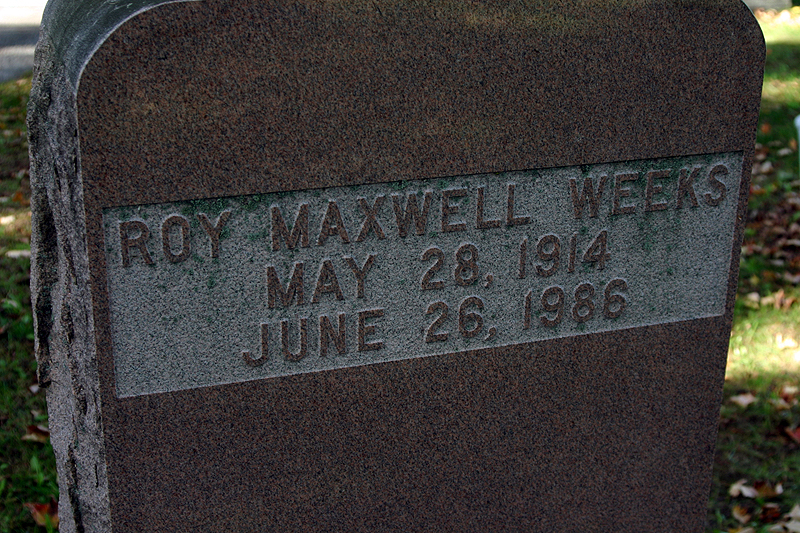 ROY MAXWELL WEEKS
MAY 28, 1914
JUNE 26, 1986